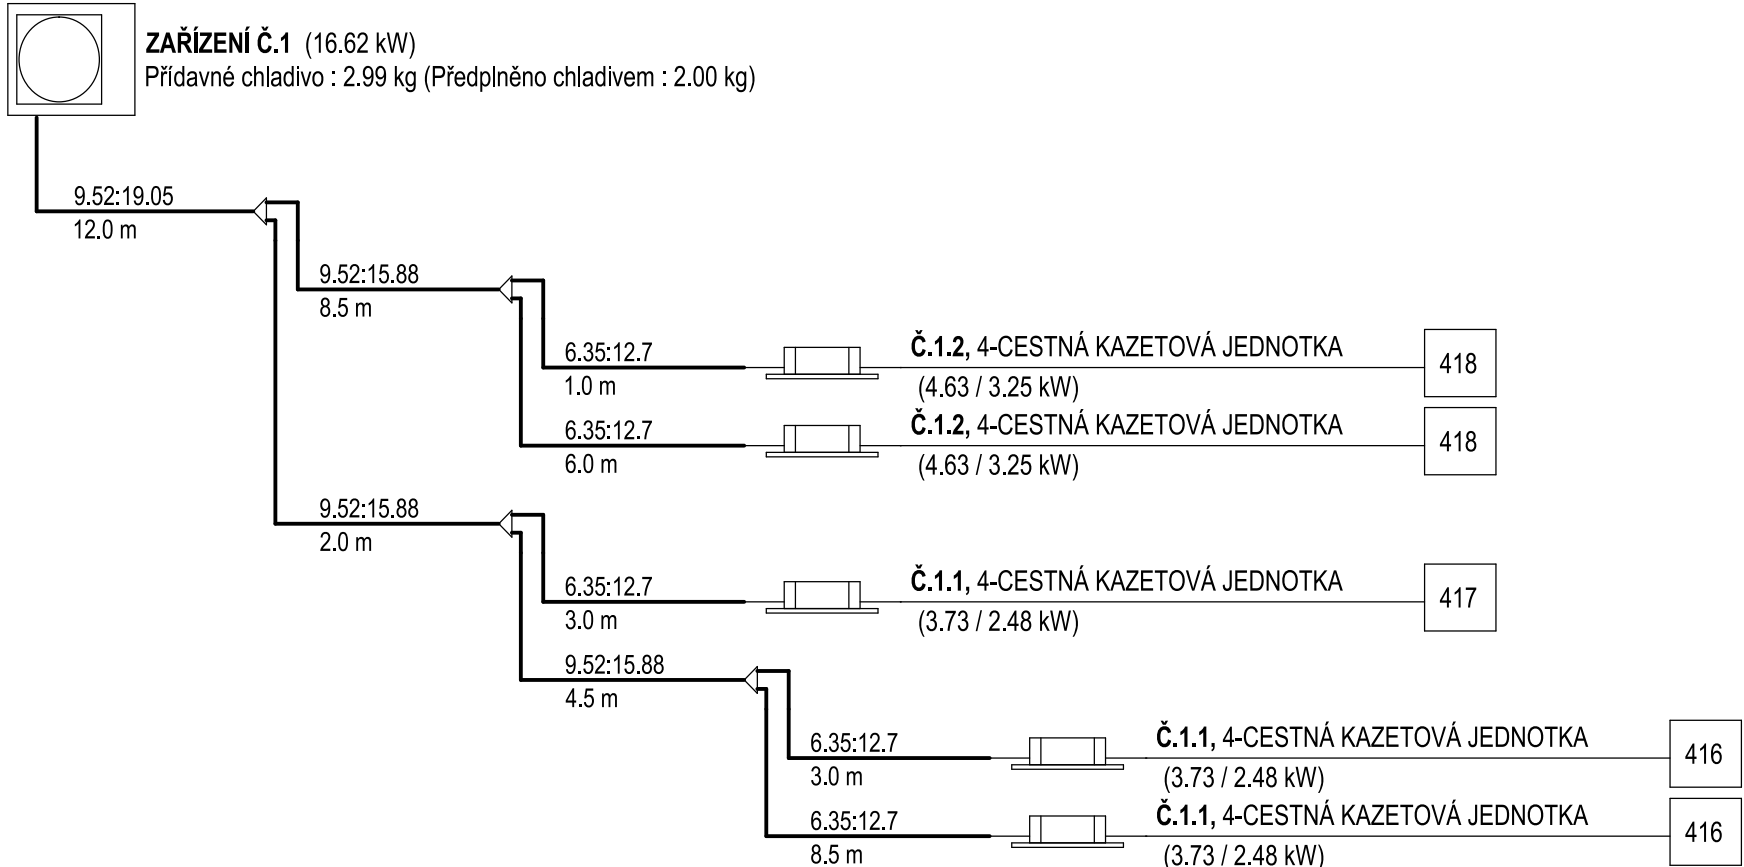 ZAŘÍZENÍ Č.1 (16.62 kW)
Přídavné chladivo : 2.99 kg (Předplněno chladivem : 2.00 kg)
9.52:19.05
12.0 m
9.52:15.88
8.5 m
6.35:12.7
1.0 m
Č.1.2, 4-CESTNÁ KAZETOVÁ JEDNOTKA
(4.63 / 3.25 kW)
418
6.35:12.7
6.0 m
Č.1.2, 4-CESTNÁ KAZETOVÁ JEDNOTKA
(4.63 / 3.25 kW)
418
9.52:15.88
2.0 m
6.35:12.7
3.0 m
Č.1.1, 4-CESTNÁ KAZETOVÁ JEDNOTKA
(3.73 / 2.48 kW)
417
9.52:15.88
4.5 m
6.35:12.7
3.0 m
Č.1.1, 4-CESTNÁ KAZETOVÁ JEDNOTKA
(3.73 / 2.48 kW)
416
6.35:12.7
8.5 m
Č.1.1, 4-CESTNÁ KAZETOVÁ JEDNOTKA
(3.73 / 2.48 kW)
416